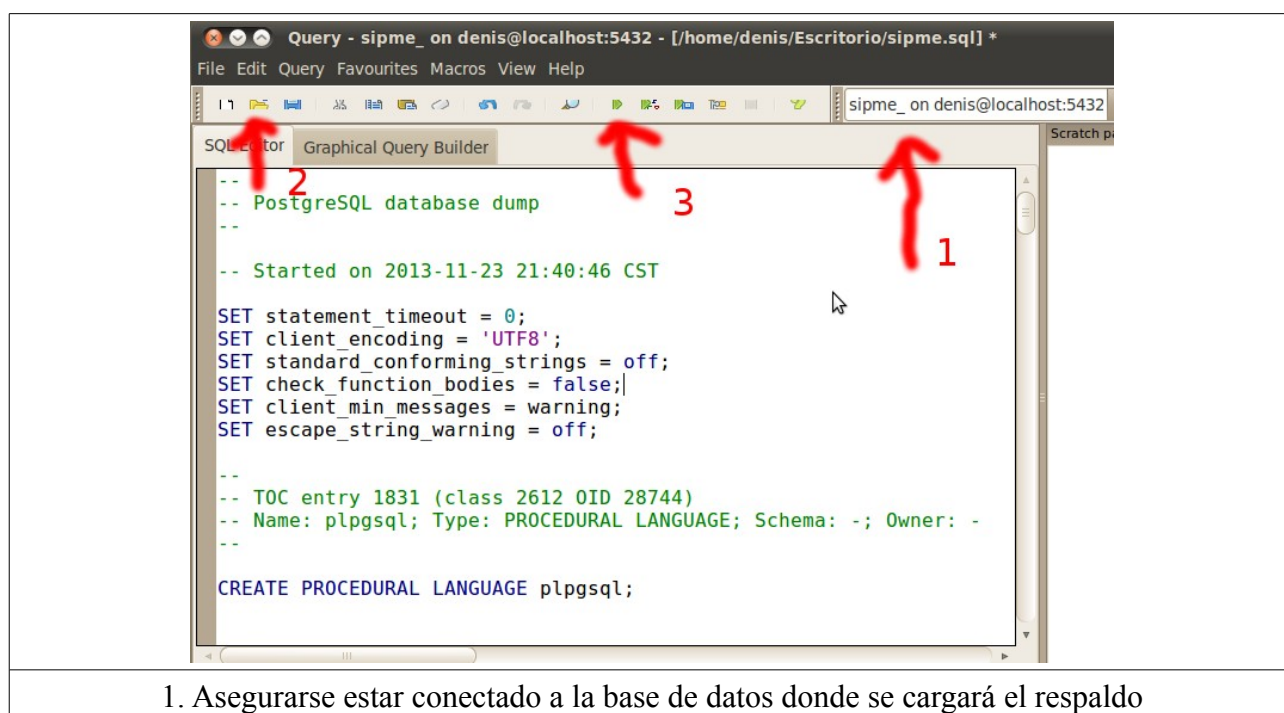 Query - sipme_ on denis@localhost:5432 - [/home/denis/Escritorio/sipme.sql] *
File Edit Query Favourites Macros View Help
sipme_ on denis@localhost:5432
SQL Editor Graphical Query Builder
Scratch pa
2
3
1
--
-- PostgreSQL database dump
--
-- Started on 2013-11-23 21:40:46 CST
SET statement_timeout = 0;
SET client_encoding = 'UTF8';
SET standard_conforming_strings = off;
SET check_function_bodies = false;
SET client_min_messages = warning;
SET escape_string_warning = off;
--
-- TOC entry 1831 (class 2612 OID 28744)
-- Name: plpgsql; Type: PROCEDURAL LANGUAGE; Schema: -; Owner: -
--
CREATE PROCEDURAL LANGUAGE plpgsql;
1. Asegurarse estar conectado a la base de datos donde se cargará el respaldo